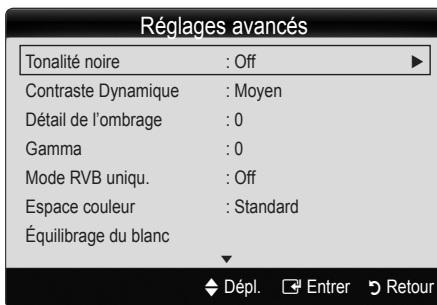 Réglages avancés
Tonalité noire : Off ►
Contraste Dynamique : Moyen
Détail de l'ombrage : 0
Gamma : 0
Mode RVB uniqu. : Off
Espace couleur : Standard
Équilibrage du blanc
▼
Dépl. Entrer Retour